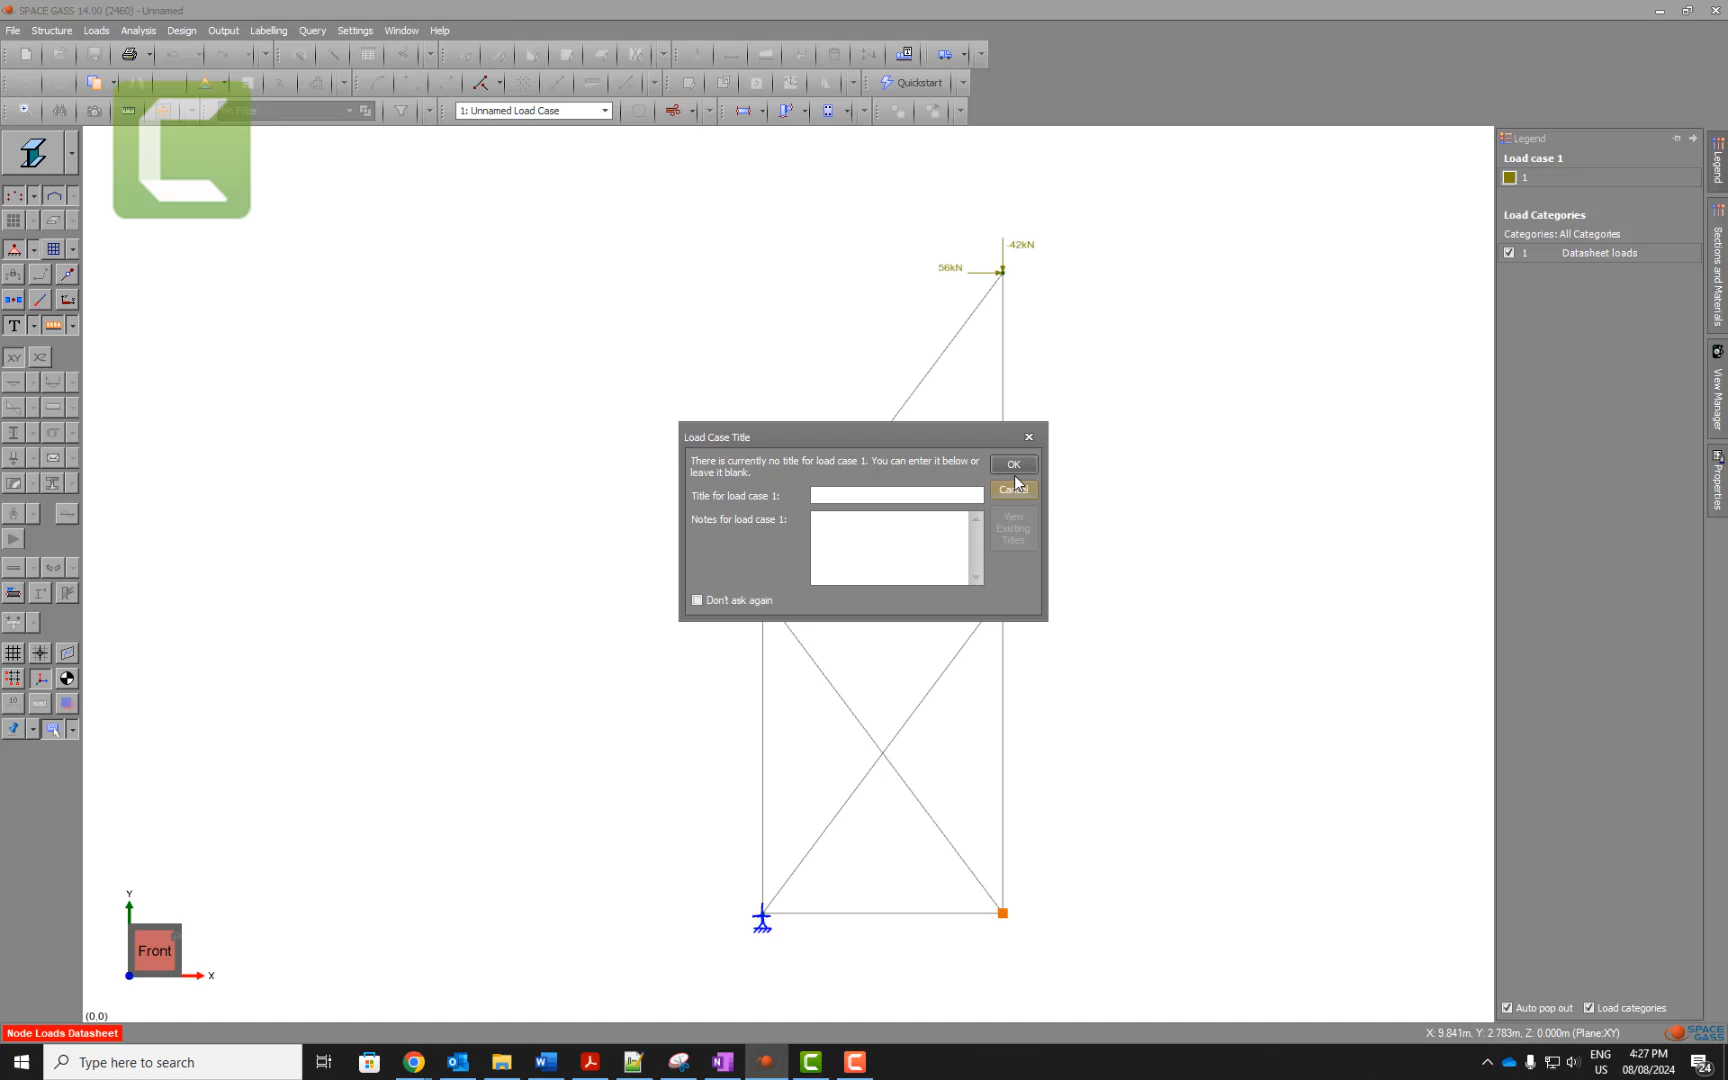 SPACE GASS 14.00 (2460) - Unnamed
File Structure Loads Analysis Design Output Labelling Query Settings Window Help
Quickstart
1: Unnamed Load Case
Legend
Load case 1
1
Load Categories
Categories: All Categories
1 Datasheet loads
Legend
Sections and Materials
View Manager
Properties
-42kN
56kN
Load Case Title
There is currently no title for load case 1. You can enter it below or
leave it blank.
OK
Title for load case 1:
Cancel
Notes for load case 1:
View
Existing
Titles
Don't ask again
T
XY XZ
10
Y
Front
X
(0,0)
Auto pop out Load categories
Node Loads Datasheet
X: 9.841m, Y: 2.783m, Z: 0.000m (Plane:XY)
SPACE
GASS
Type here to search
ENG
US
4:27 PM
08/08/2024
24